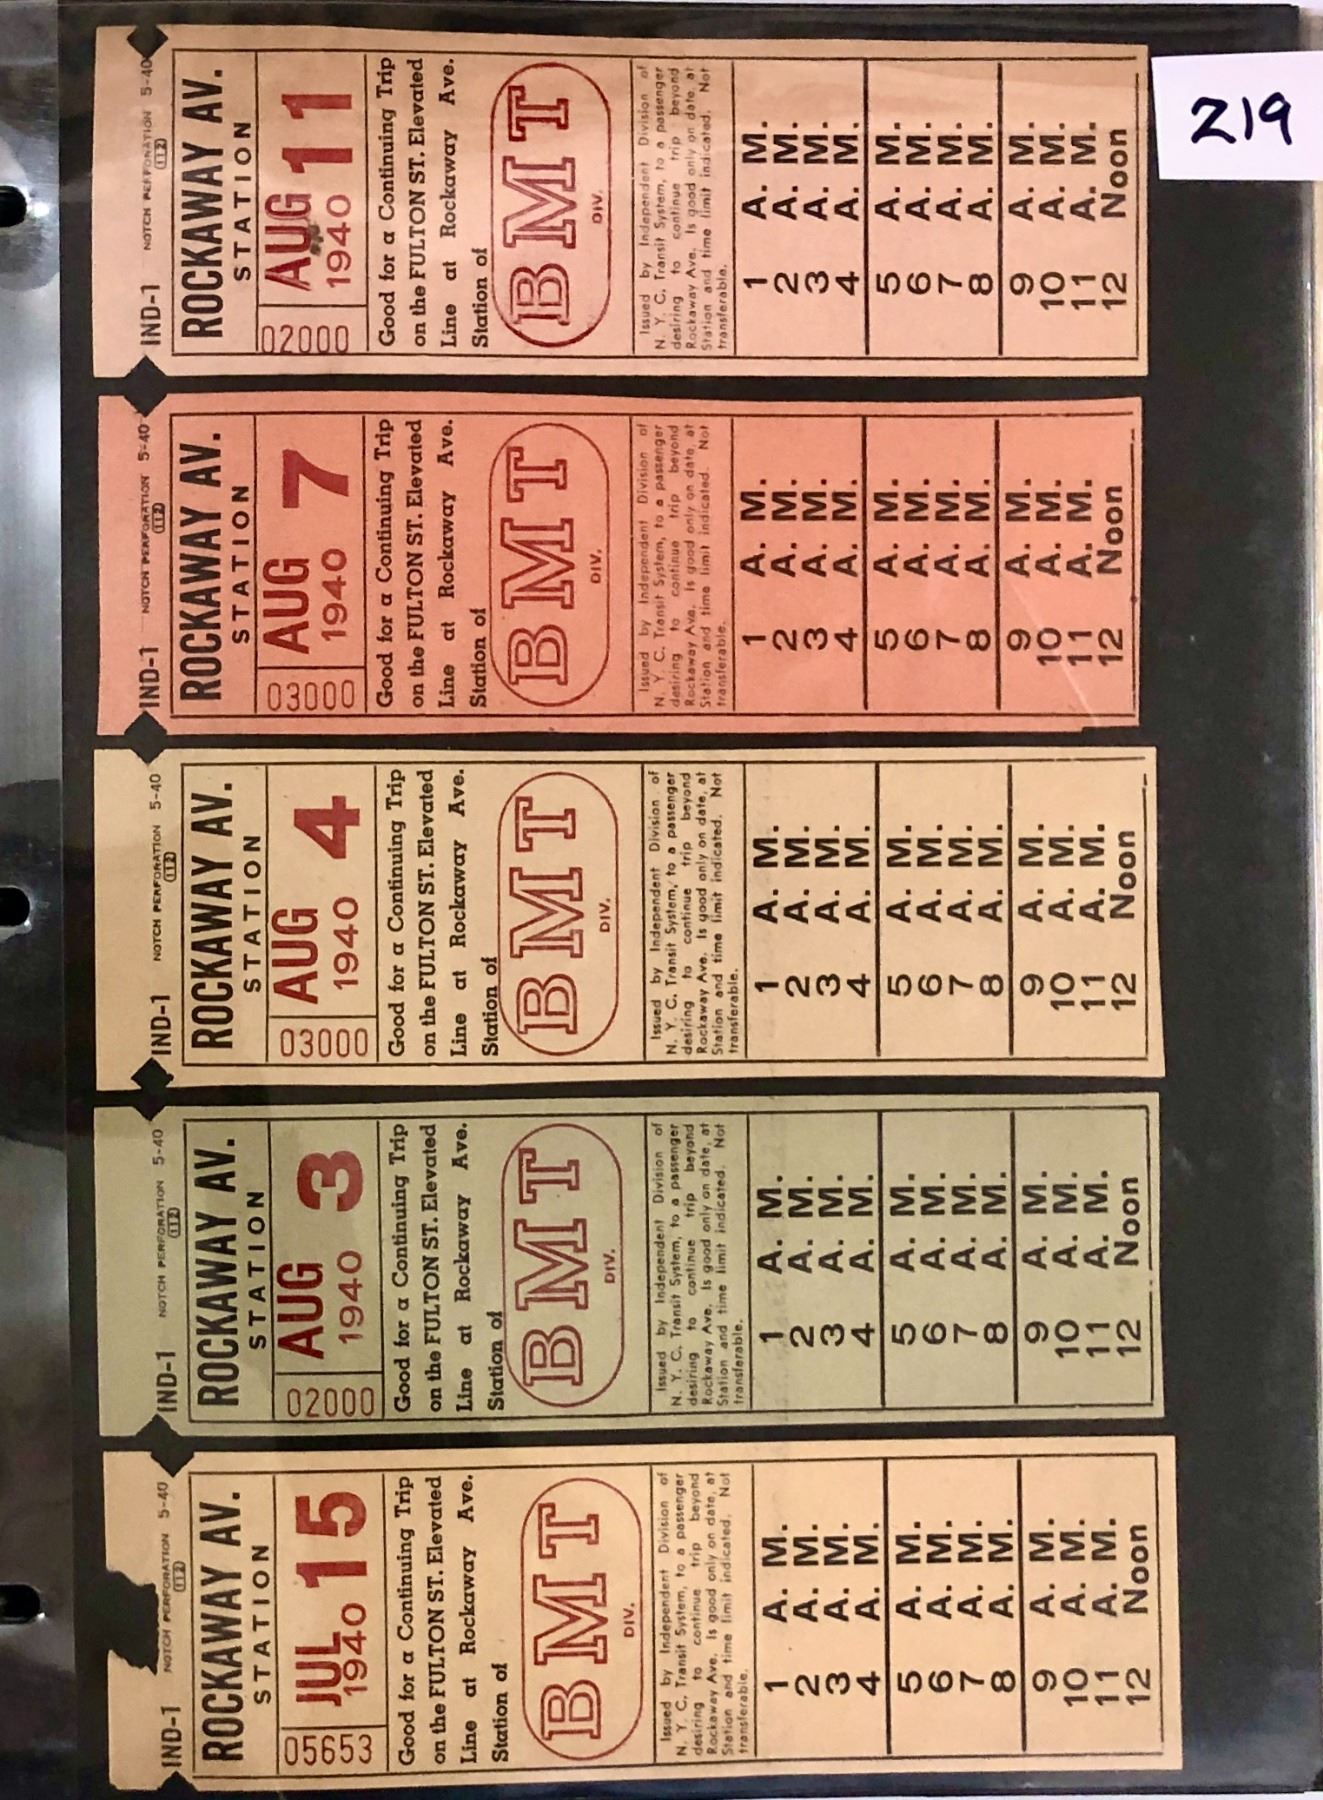 219
IND-1
NOTCH PERFORATION 5-40
112
ROCKAWAY AV.
STATION
02000
AUG 11
1940
Good for a Continuing Trip
on the FULTON ST. Elevated
Line at Rockaway Ave.
Station of
BMT
DIV.
Issued by Independent Division of
N. Y. C. Transit System, to a passenger
desiring to continue trip beyond
Rockaway Ave. Is good only on date, at
Station and time limit indicated. Not
transferable.
1 A. M.
2 A. M.
3 A. M.
4 A. M.
5 A. M.
6 A. M.
7 A. M.
8 A. M.
9 A. M.
10 A. M.
11 A. M.
12 Noon
IND-1
NOTCH PERFORATION 5-40
112
ROCKAWAY AV.
STATION
03000
AUG 7
1940
Good for a Continuing Trip
on the FULTON ST. Elevated
Line at Rockaway Ave.
Station of
BMT
DIV.
Issued by Independent Division of
N. Y. C. Transit System, to a passenger
desiring to continue trip beyond
Rockaway Ave. Is good only on date, at
Station and time limit indicated. Not
transferable.
1 A. M.
2 A. M.
3 A. M.
4 A. M.
5 A. M.
6 A. M.
7 A. M.
8 A. M.
9 A. M.
10 A. M.
11 A. M.
12 Noon
IND-1
NOTCH PERFORATION 5-40
112
ROCKAWAY AV.
STATION
03000
AUG 4
1940
Good for a Continuing Trip
on the FULTON ST. Elevated
Line at Rockaway Ave.
Station of
BMT
DIV.
Issued by Independent Division of
N. Y. C. Transit System, to a passenger
desiring to continue trip beyond
Rockaway Ave. Is good only on date, at
Station and time limit indicated. Not
transferable.
1 A. M.
2 A. M.
3 A. M.
4 A. M.
5 A. M.
6 A. M.
7 A. M.
8 A. M.
9 A. M.
10 A. M.
11 A. M.
12 Noon
IND-1
NOTCH PERFORATION 5-40
112
ROCKAWAY AV.
STATION
02000
AUG 3
1940
Good for a Continuing Trip
on the FULTON ST. Elevated
Line at Rockaway Ave.
Station of
BMT
DIV.
Issued by Independent Division of
N. Y. C. Transit System, to a passenger
desiring to continue trip beyond
Rockaway Ave. Is good only on date, at
Station and time limit indicated. Not
transferable.
1 A. M.
2 A. M.
3 A. M.
4 A. M.
5 A. M.
6 A. M.
7 A. M.
8 A. M.
9 A. M.
10 A. M.
11 A. M.
12 Noon
IND-1
NOTCH PERFORATION 5-40
112
ROCKAWAY AV.
STATION
05653
JUL 15
1940
Good for a Continuing Trip
on the FULTON ST. Elevated
Line at Rockaway Ave.
Station of
BMT
DIV.
Issued by Independent Division of
N. Y. C. Transit System, to a passenger
desiring to continue trip beyond
Rockaway Ave. Is good only on date, at
Station and time limit indicated. Not
transferable.
1 A. M.
2 A. M.
3 A. M.
4 A. M.
5 A. M.
6 A. M.
7 A. M.
8 A. M.
9 A. M.
10 A. M.
11 A. M.
12 Noon